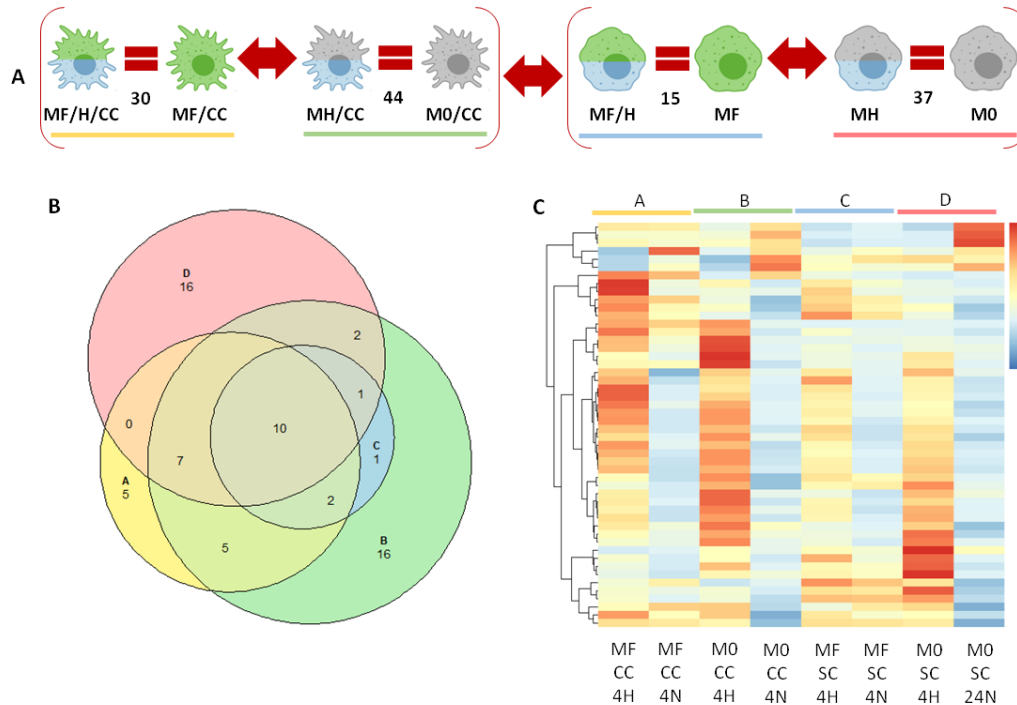 A
30 44 15 37
MF/H/CC MF/CC MH/CC M0/CC MF/H MF MH M0
B
D
16
2
1
0
10
C
1
7
A
5
2
5
B
16
C
A B C D
MF MF M0 M0 MF MF M0 M0
CC CC CC CC SC SC SC SC
4H 4N 4H 4N 4H 4N 4H 24N